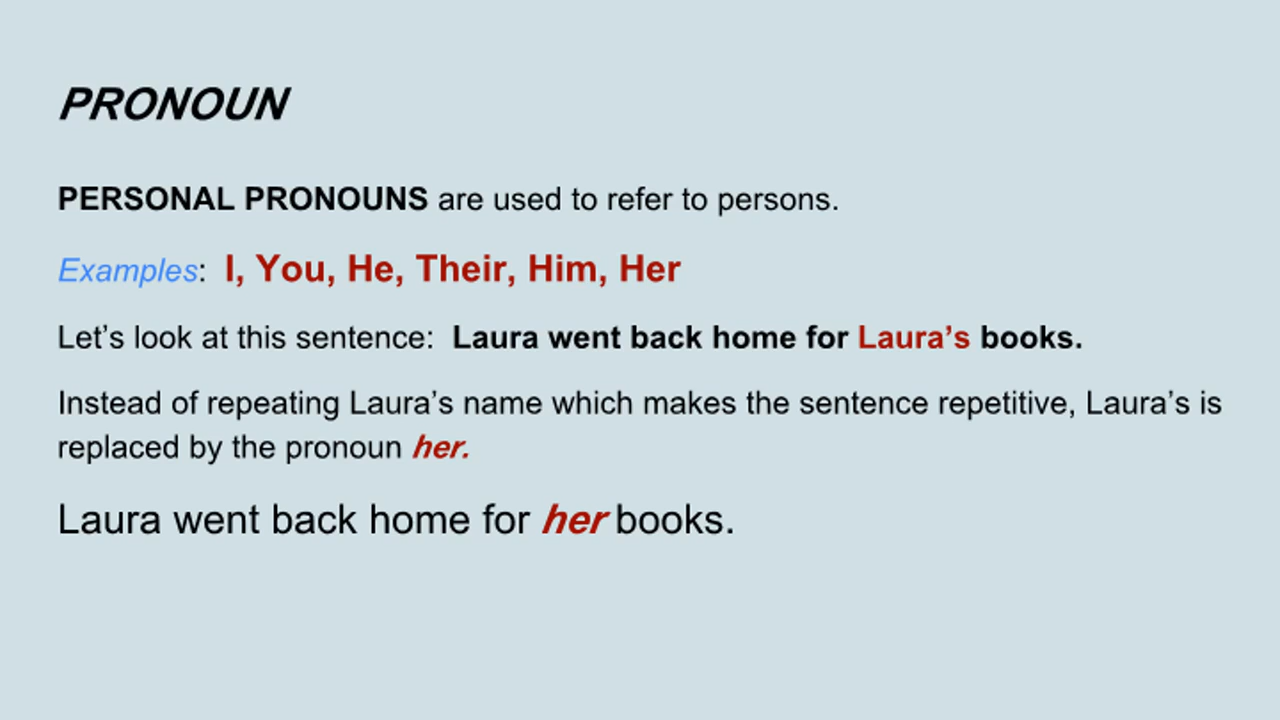 PRONOUN
PERSONAL PRONOUNS are used to refer to persons.
Examples: I, You, He, Their, Him, Her
Let’s look at this sentence: Laura went back home for Laura’s books.
Instead of repeating Laura’s name which makes the sentence repetitive, Laura’s is
replaced by the pronoun her.
Laura went back home for her books.